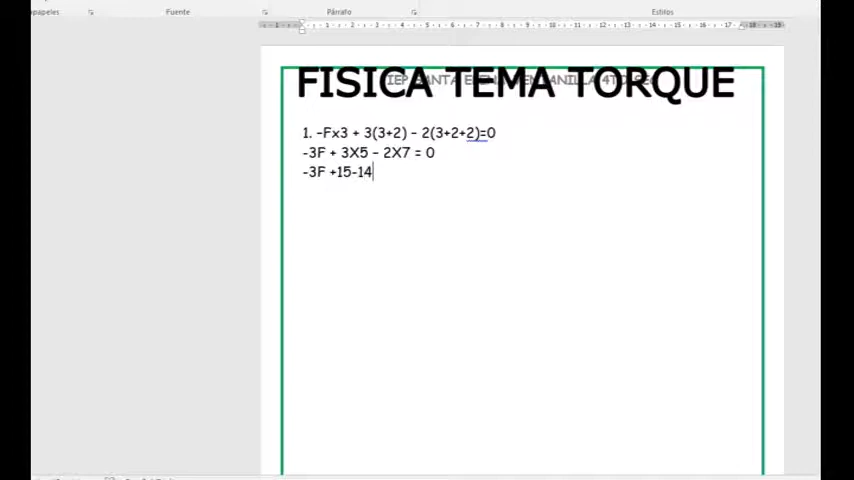 Fuente Párrafo Estilos
FISICA TEMA TORQUE
1. -Fx3 + 3(3+2) - 2(3+2+2)=0
-3F + 3X5 - 2X7 = 0
-3F +15-14